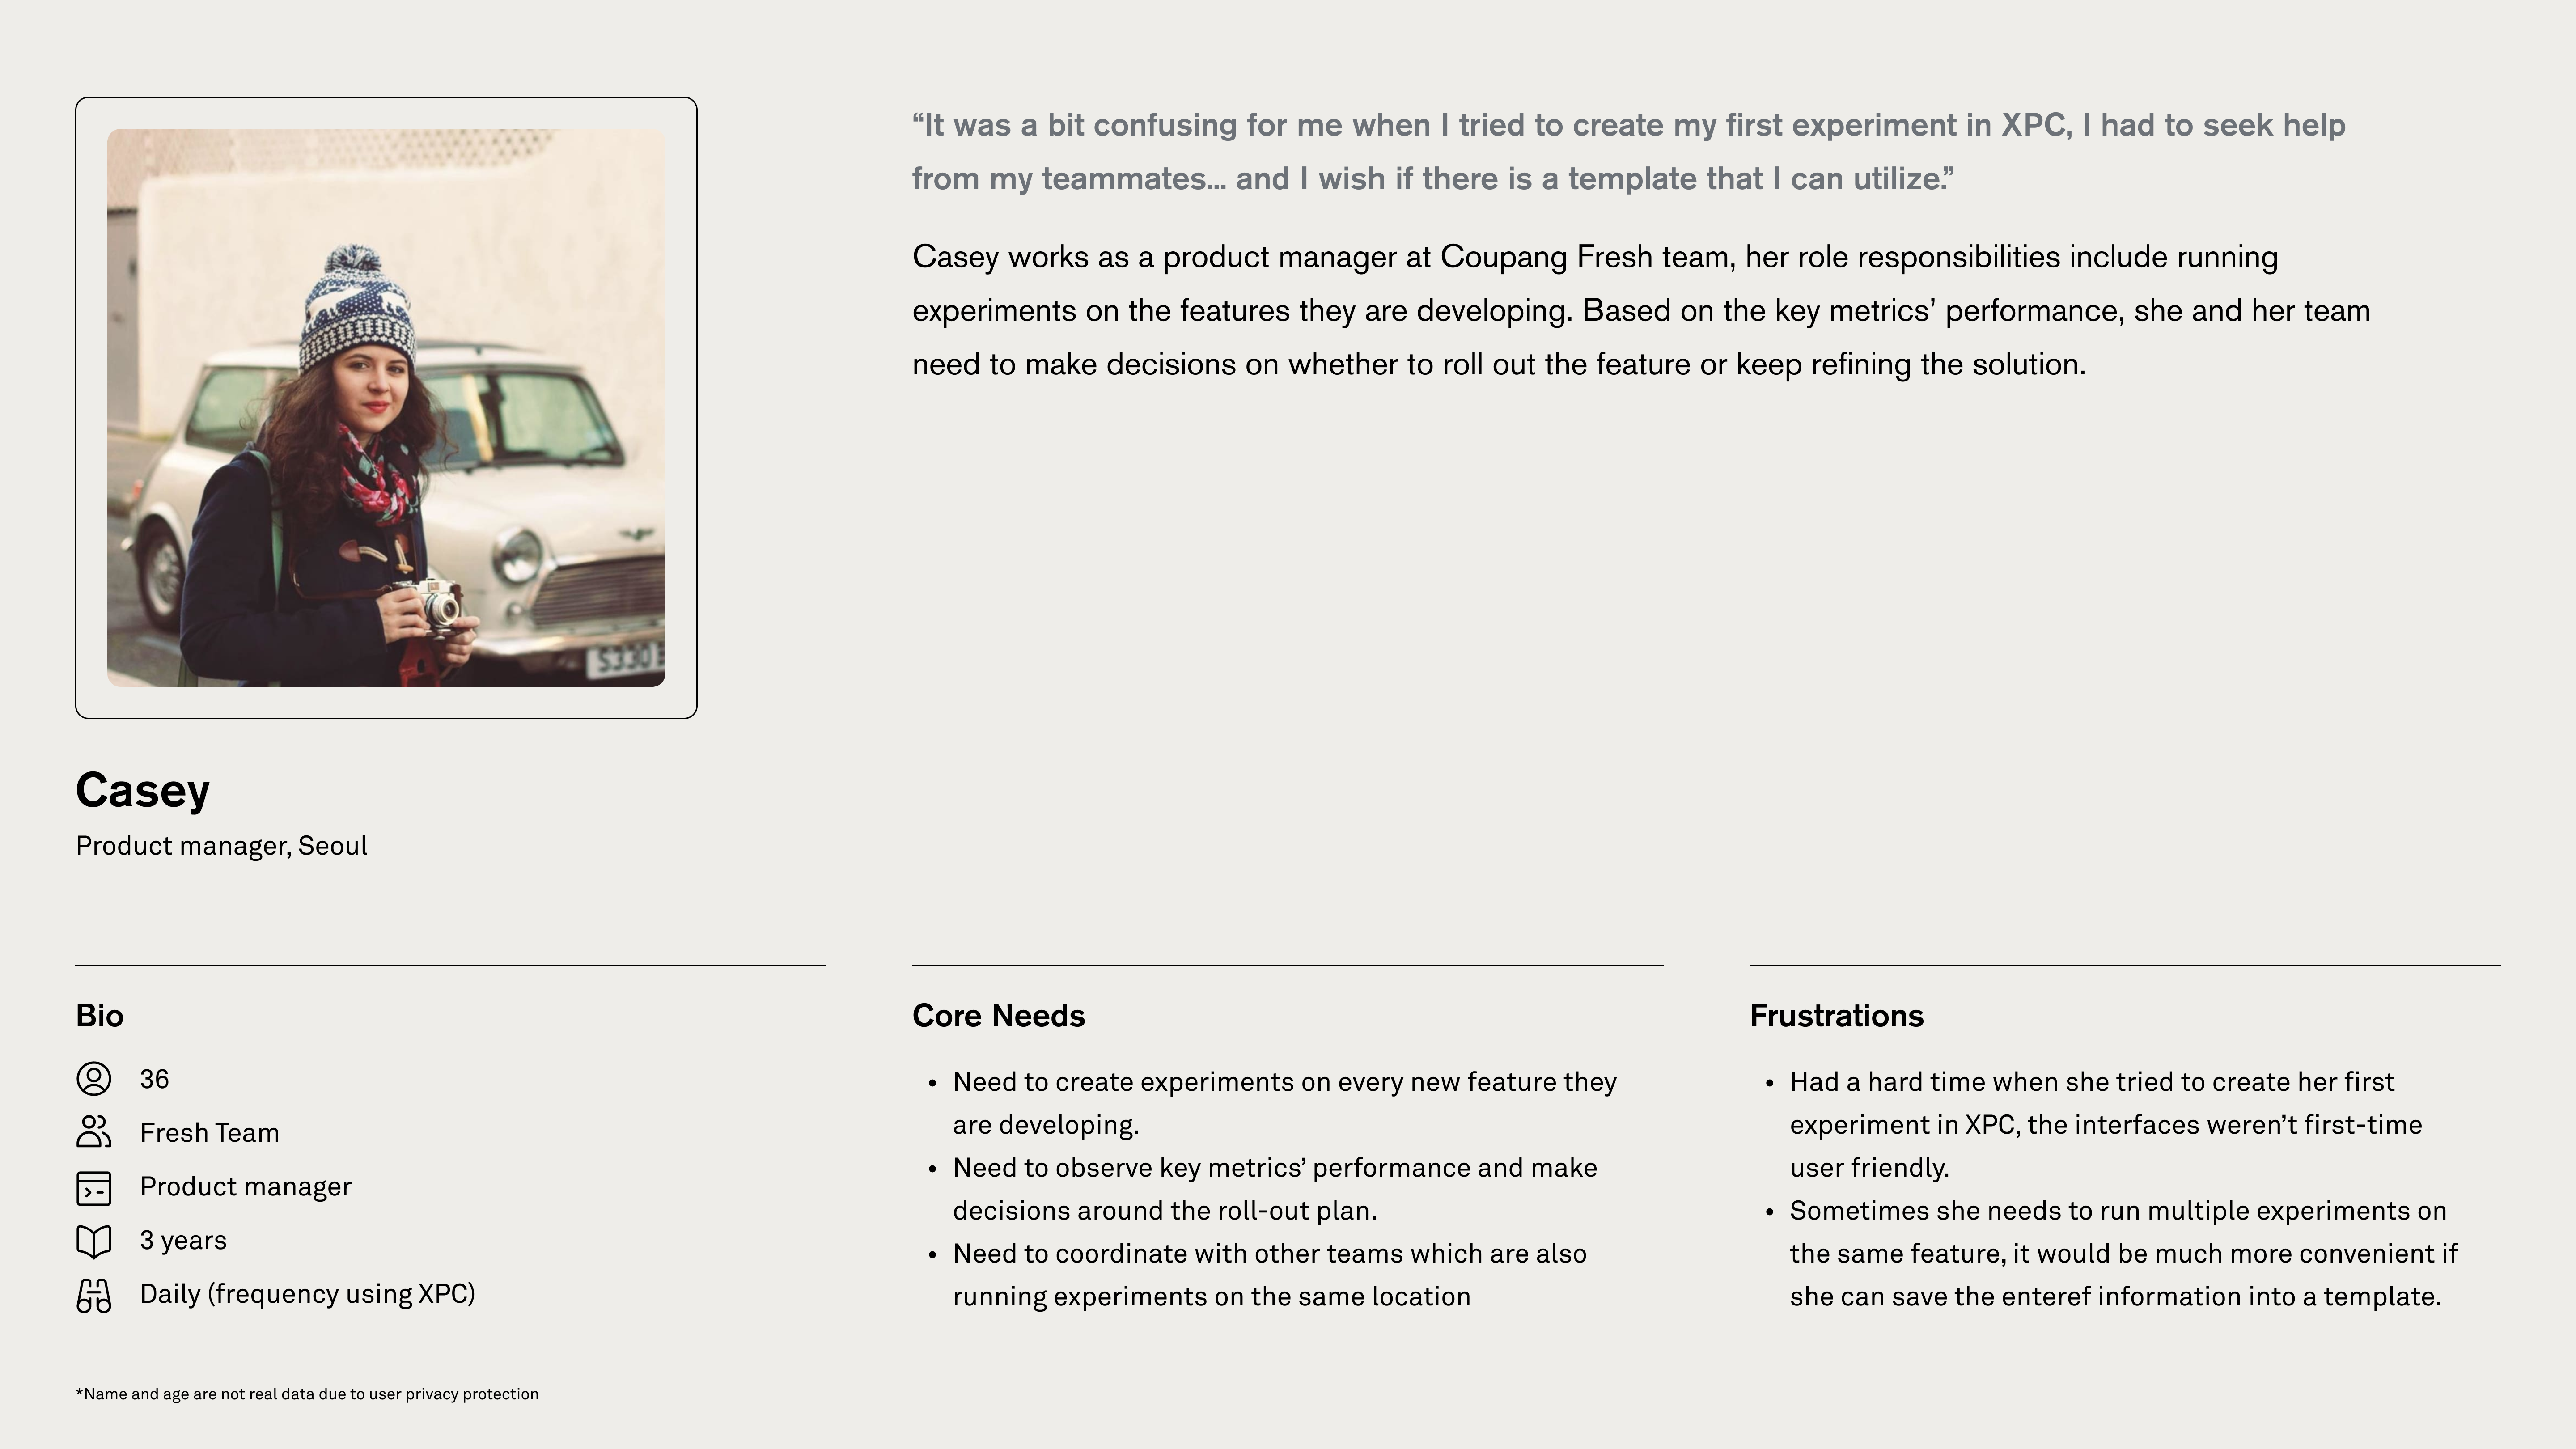 “It was a bit confusing for me when I tried to create my first experiment in XPC, I had to seek help
from my teammates... and I wish if there is a template that I can utilize.”
Casey works as a product manager at Coupang Fresh team, her role responsibilities include running
experiments on the features they are developing. Based on the key metrics’ performance, she and her team
need to make decisions on whether to roll out the feature or keep refining the solution.
S330
Casey
Product manager, Seoul
Bio
36
Fresh Team
Product manager
3 years
Daily (frequency using XPC)
Core Needs
• Need to create experiments on every new feature they
are developing.
• Need to observe key metrics’ performance and make
decisions around the roll-out plan.
• Need to coordinate with other teams which are also
running experiments on the same location
Frustrations
• Had a hard time when she tried to create her first
experiment in XPC, the interfaces weren’t first-time
user friendly.
• Sometimes she needs to run multiple experiments on
the same feature, it would be much more convenient if
she can save the enteref information into a template.
*Name and age are not real data due to user privacy protection